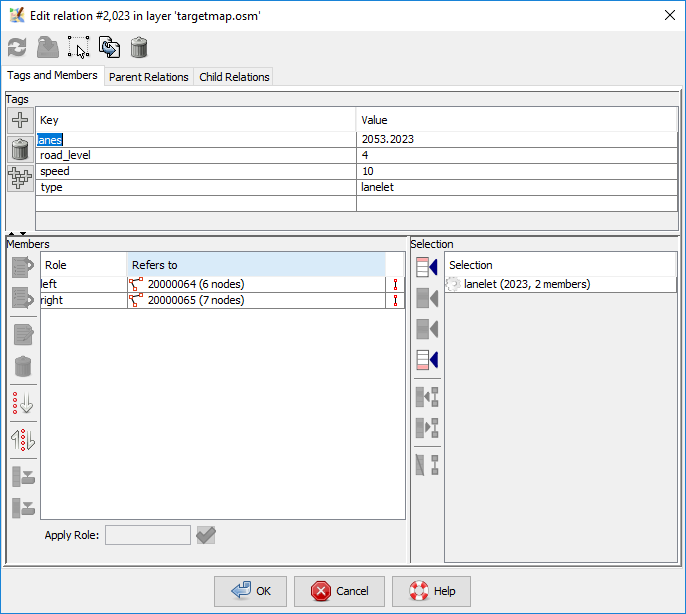 Edit relation #2,023 in layer 'targetmap.osm'
Tags and Members Parent Relations Child Relations
Tags
Key Value
anes 2053.2023
road_level 4
speed 10
type lanelet
Members
Role Refers to
left 20000064 (6 nodes)
right 20000065 (7 nodes)
Apply Role:
Selection
Selection
lanelet (2023, 2 members)
OK Cancel Help